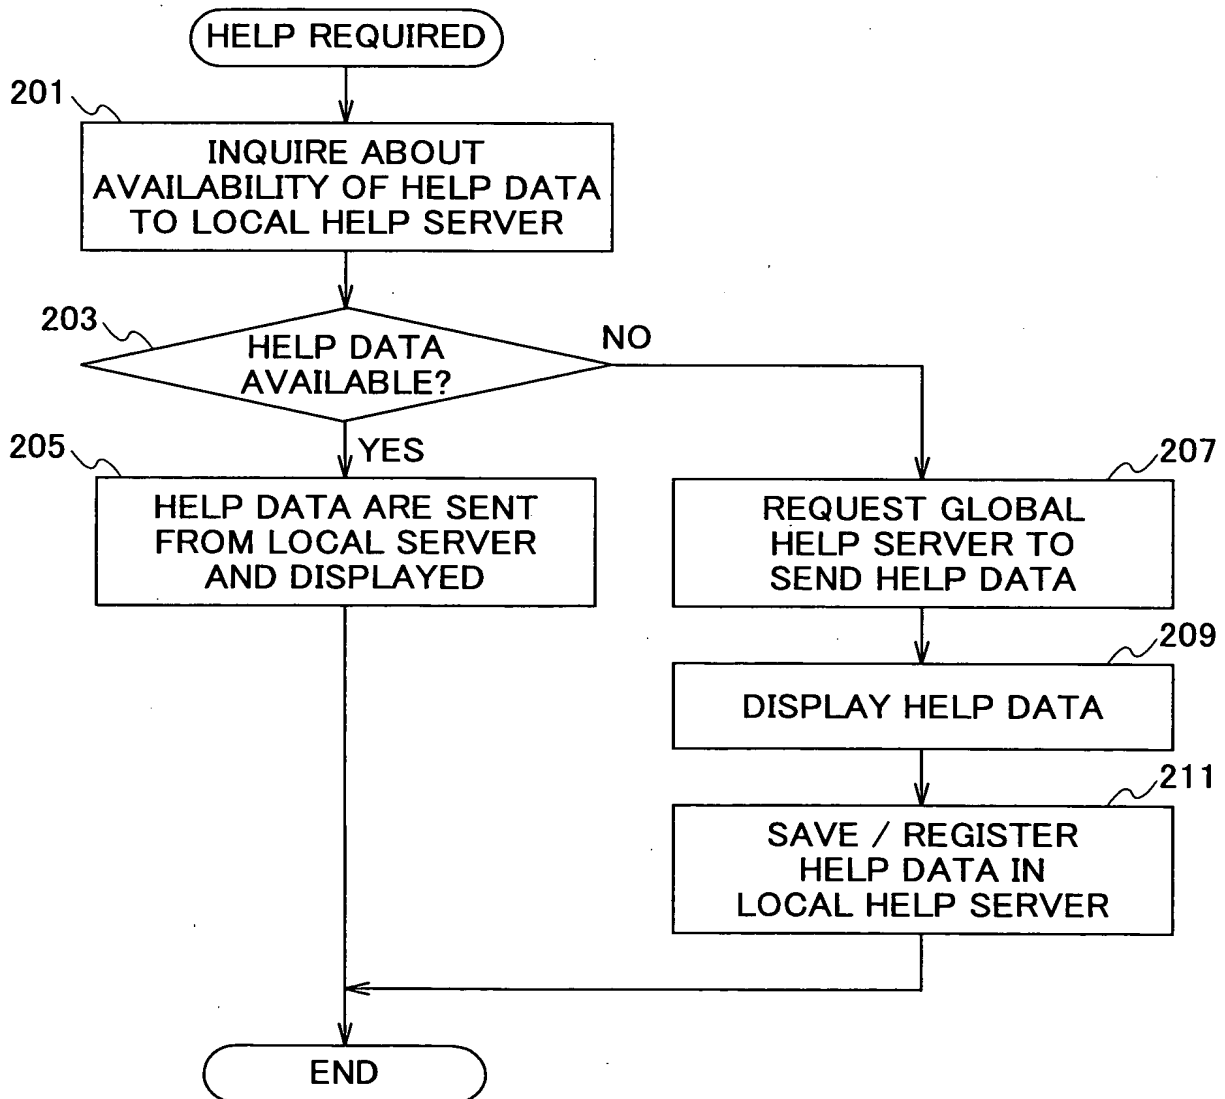 HELP REQUIRED
201
INQUIRE ABOUT
AVAILABILITY OF HELP DATA
TO LOCAL HELP SERVER
203
HELP DATA
AVAILABLE?
NO
YES
205
HELP DATA ARE SENT
FROM LOCAL SERVER
AND DISPLAYED
207
REQUEST GLOBAL
HELP SERVER TO
SEND HELP DATA
209
DISPLAY HELP DATA
211
SAVE / REGISTER
HELP DATA IN
LOCAL HELP SERVER
END